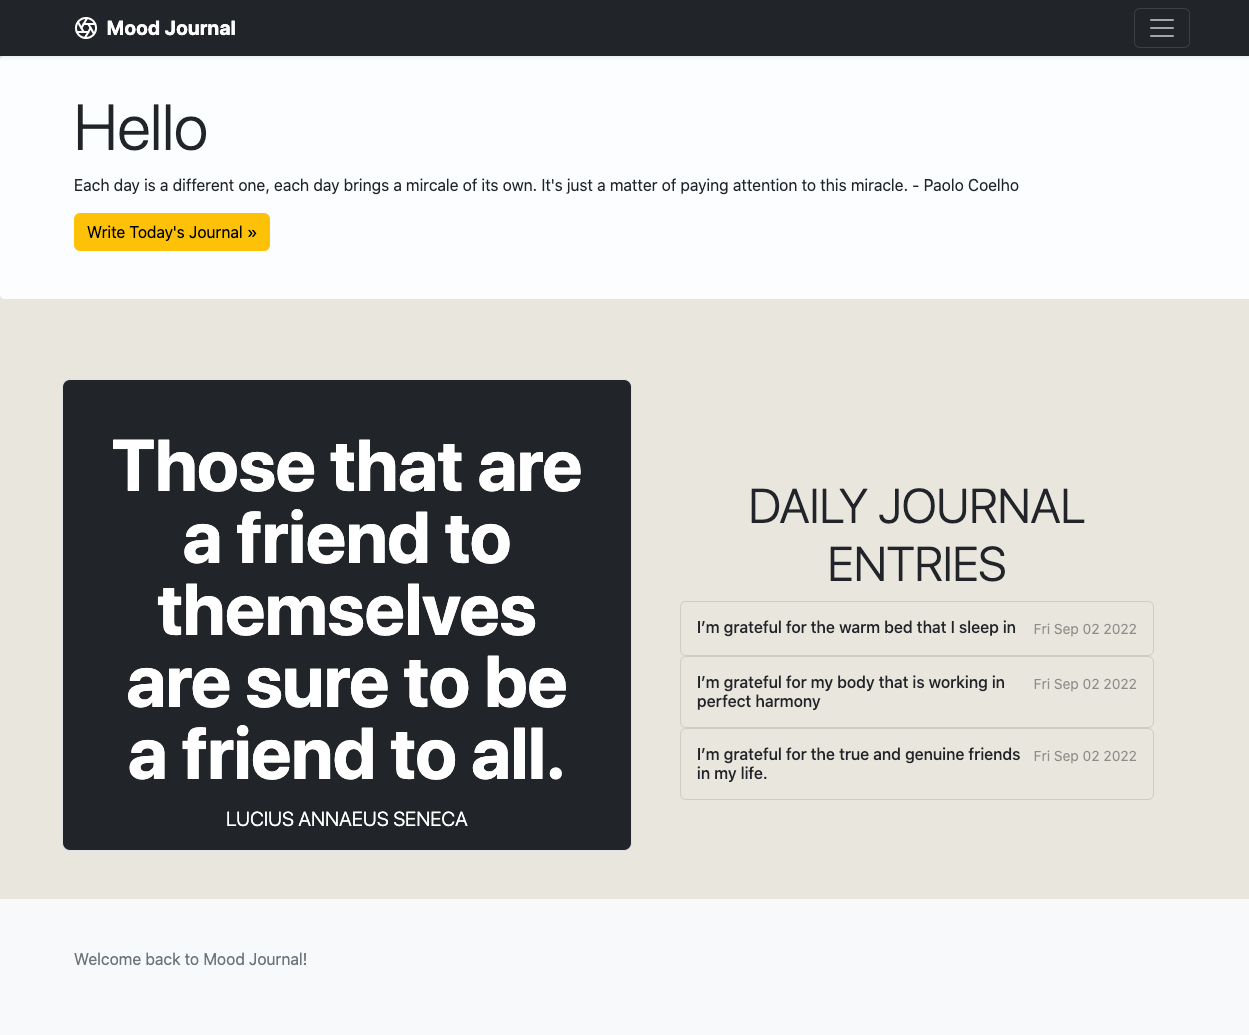 Mood Journal
Hello
Each day is a different one, each day brings a mircale of its own. It's just a matter of paying attention to this miracle. - Paolo Coelho
Write Today's Journal »
Those that are
a friend to
themselves
are sure to be
a friend to all.
LUCIUS ANNAEUS SENECA
DAILY JOURNAL
ENTRIES
I’m grateful for the warm bed that I sleep in Fri Sep 02 2022
I’m grateful for my body that is working in Fri Sep 02 2022
perfect harmony
I’m grateful for the true and genuine friends Fri Sep 02 2022
in my life.
Welcome back to Mood Journal!